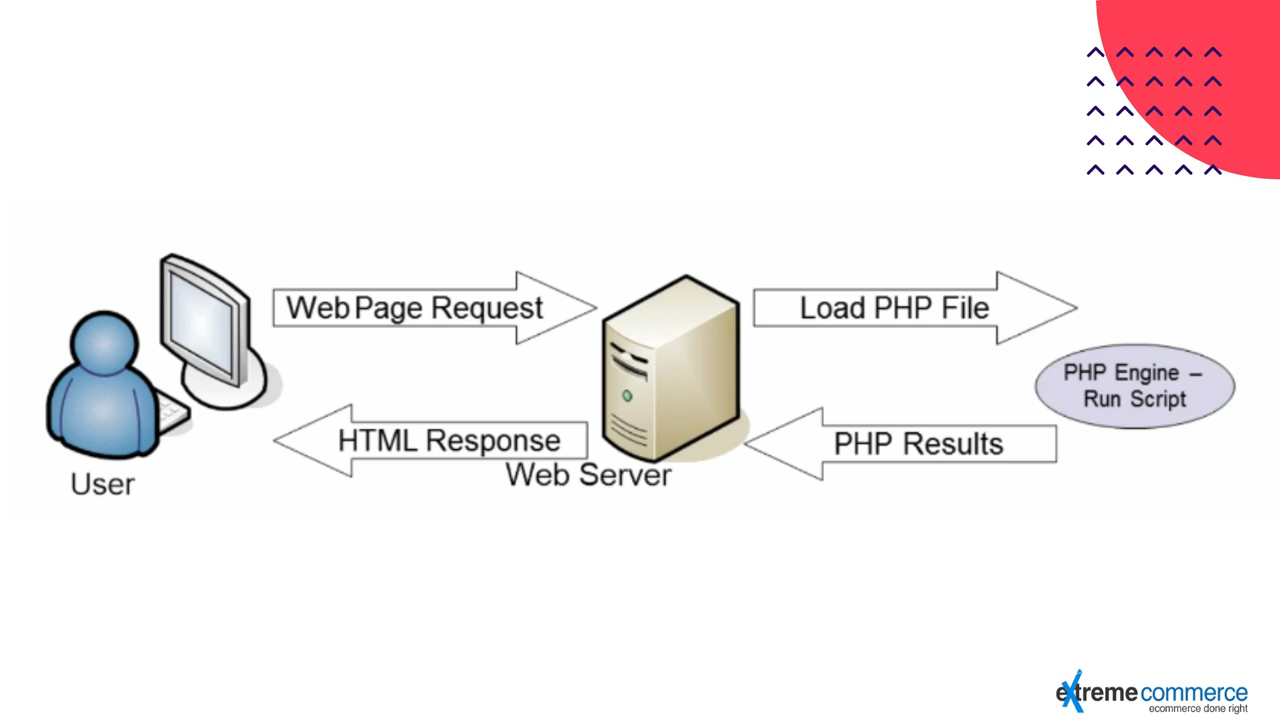 Web Page Request
Load PHP File
PHP Engine –
Run Script
HTML Response
PHP Results
Web Server
User
extreme commerce
ecommerce done right